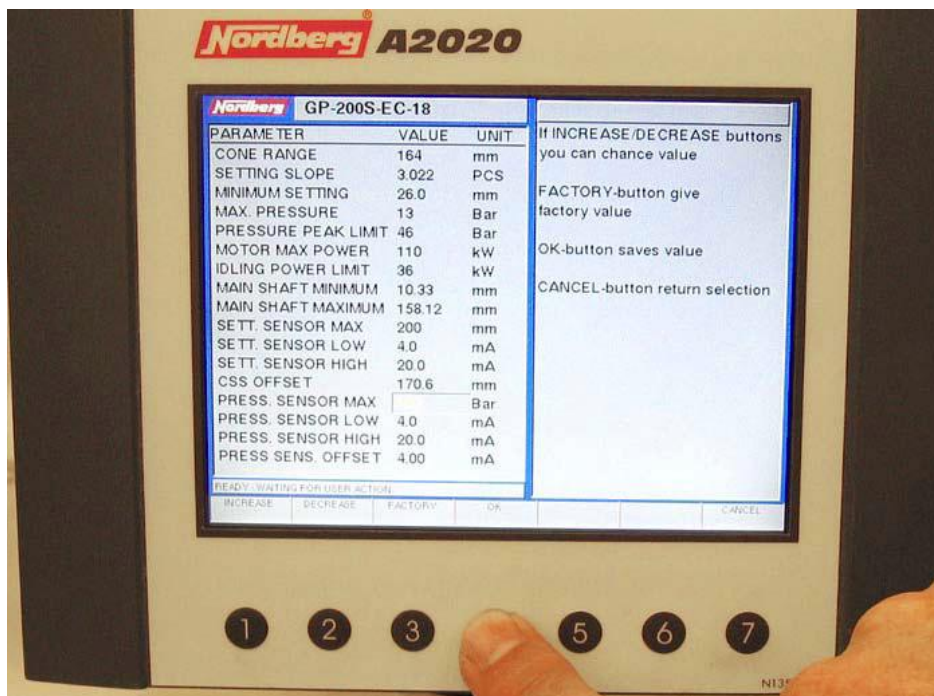 Nordberg A2020
Nordberg GP-200S-EC-18
PARAMETER VALUE UNIT
CONE RANGE 164 mm
SETTING SLOPE 3.022 PCS
MINIMUM SETTING 26.0 mm
MAX. PRESSURE 13 Bar
PRESSURE PEAK LIMIT 46 Bar
MOTOR MAX POWER 110 kW
IDLING POWER LIMIT 36 kW
MAIN SHAFT MINIMUM 10.33 mm
MAIN SHAFT MAXIMUM 158.12 mm
SETT. SENSOR MAX 200 mm
SETT. SENSOR LOW 4.0 mA
SETT. SENSOR HIGH 20.0 mA
CSS OFFSET 170.6 mm
PRESS. SENSOR MAX Bar
PRESS. SENSOR LOW 4.0 mA
PRESS. SENSOR HIGH 20.0 mA
PRESS SENS. OFFSET 4.00 mA
READY : WAITING FOR USER ACTION.
If INCREASE/DECREASE buttons
you can chance value
FACTORY-button give
factory value
OK-button saves value
CANCEL-button return selection
INCREASE DECREASE FACTORY OK CANCEL
1 2 3 5 6 7